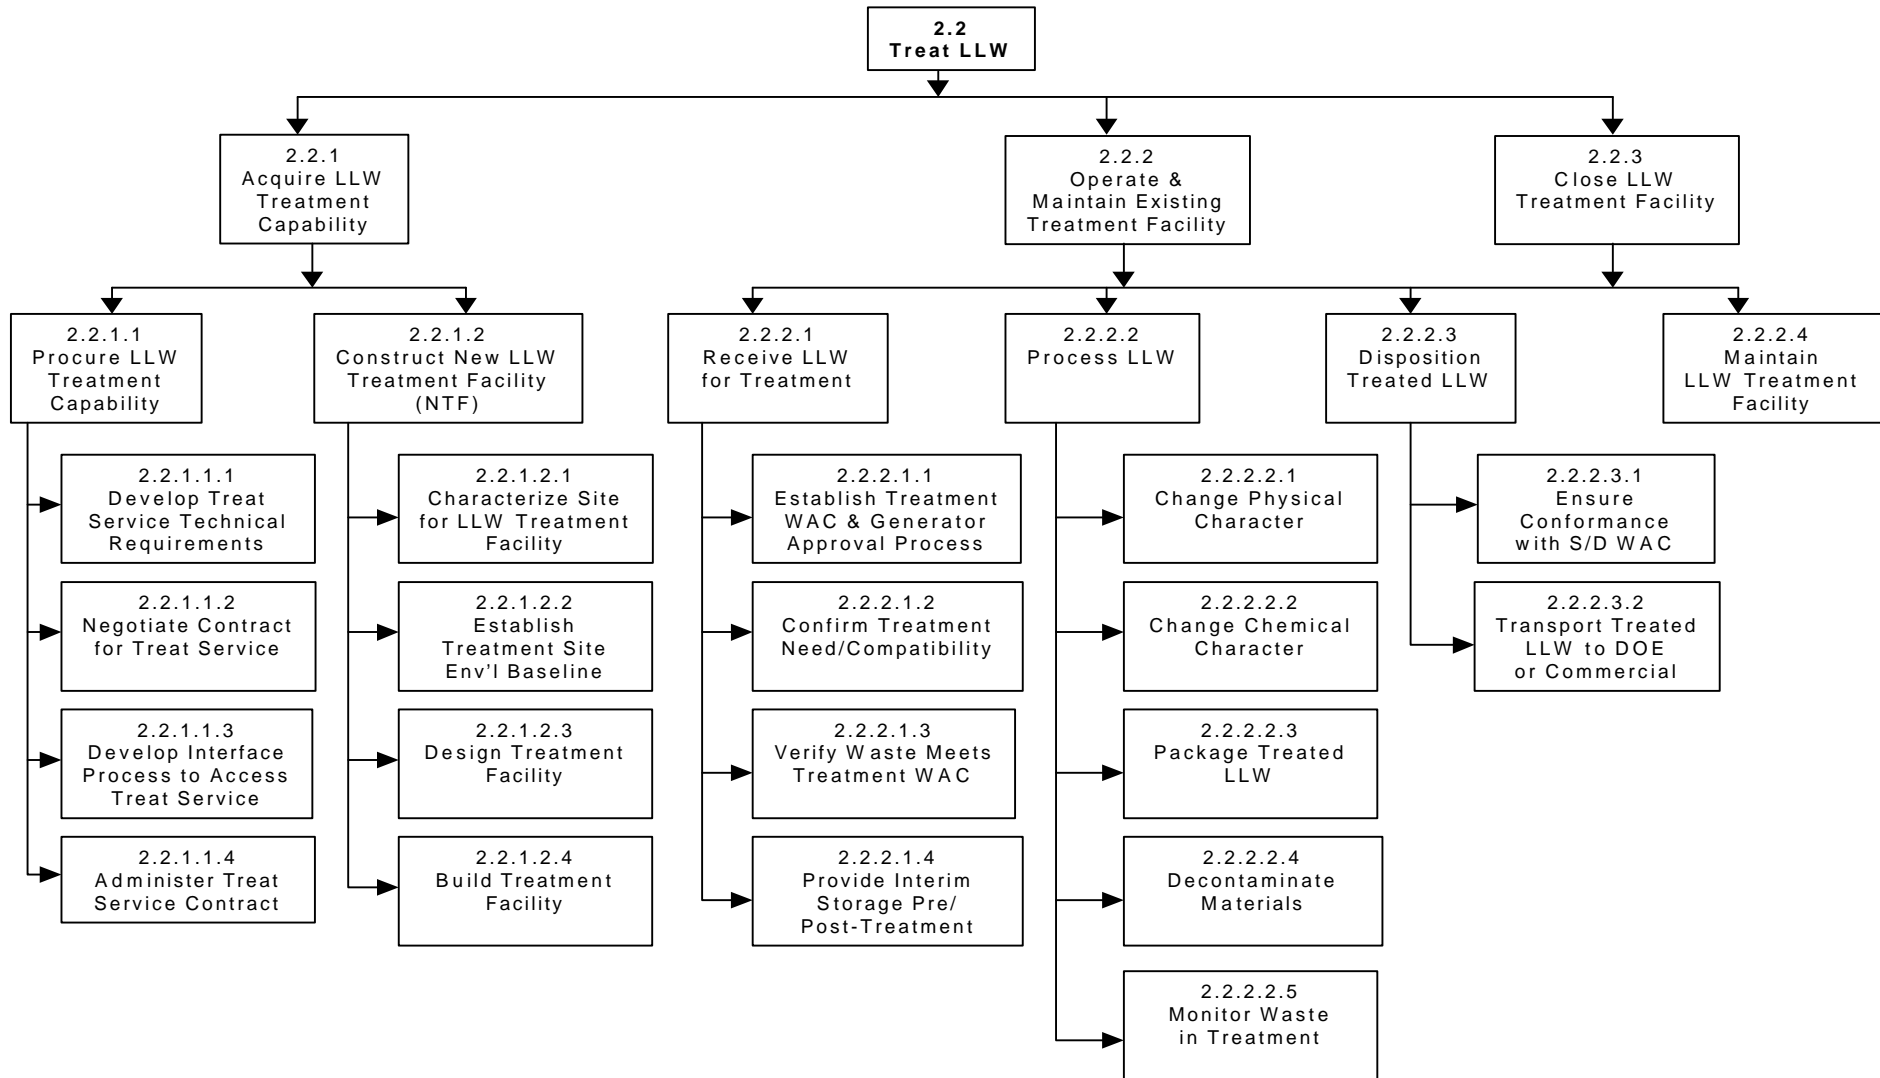 2.2
Treat LLW
2.2.1
Acquire LLW
Treatment
Capability
2.2.2
Operate &
Maintain Existing
Treatment Facility
2.2.3
Close LLW
Treatment Facility
2.2.1.1
Procure LLW
Treatment
Capability
2.2.1.2
Construct New LLW
Treatment Facility
(NTF)
2.2.2.1
Receive LLW
for Treatment
2.2.2.2
Process LLW
2.2.2.3
Disposition
Treated LLW
2.2.2.4
Maintain
LLW Treatment
Facility
2.2.1.1.1
Develop Treat
Service Technical
Requirements
2.2.1.1.2
Negotiate Contract
for Treat Service
2.2.1.1.3
Develop Interface
Process to Access
Treat Service
2.2.1.1.4
Administer Treat
Service Contract
2.2.1.2.1
Characterize Site
for LLW Treatment
Facility
2.2.1.2.2
Establish
Treatment Site
Env'l Baseline
2.2.1.2.3
Design Treatment
Facility
2.2.1.2.4
Build Treatment
Facility
2.2.2.1.1
Establish Treatment
WAC & Generator
Approval Process
2.2.2.1.2
Confirm Treatment
Need/Compatibility
2.2.2.1.3
Verify Waste Meets
Treatment WAC
2.2.2.1.4
Provide Interim
Storage Pre/
Post-Treatment
2.2.2.2.1
Change Physical
Character
2.2.2.2.2
Change Chemical
Character
2.2.2.2.3
Package Treated
LLW
2.2.2.2.4
Decontaminate
Materials
2.2.2.2.5
Monitor Waste
in Treatment
2.2.2.3.1
Ensure
Conformance
with S/D WAC
2.2.2.3.2
Transport Treated
LLW to DOE
or Commercial